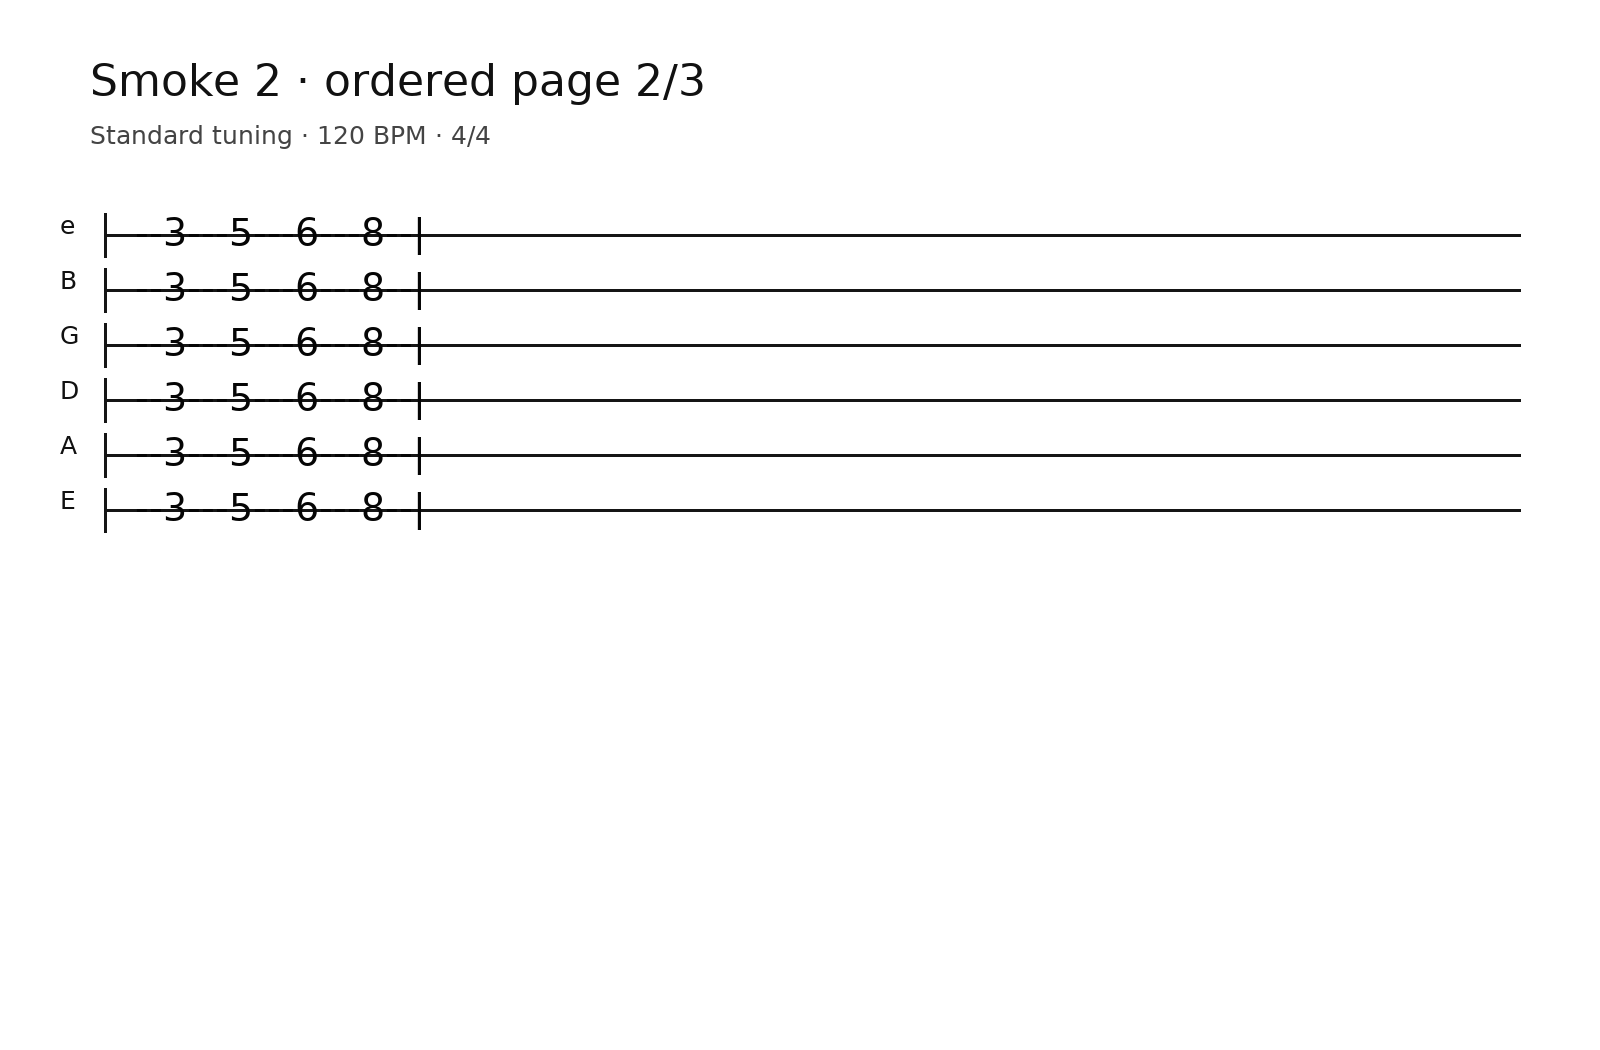 Smoke 2 · ordered page 2/3
Standard tuning · 120 BPM · 4/4
e 3 5 6 8
B 3 5 6 8
G 3 5 6 8
D 3 5 6 8
A 3 5 6 8
E 3 5 6 8